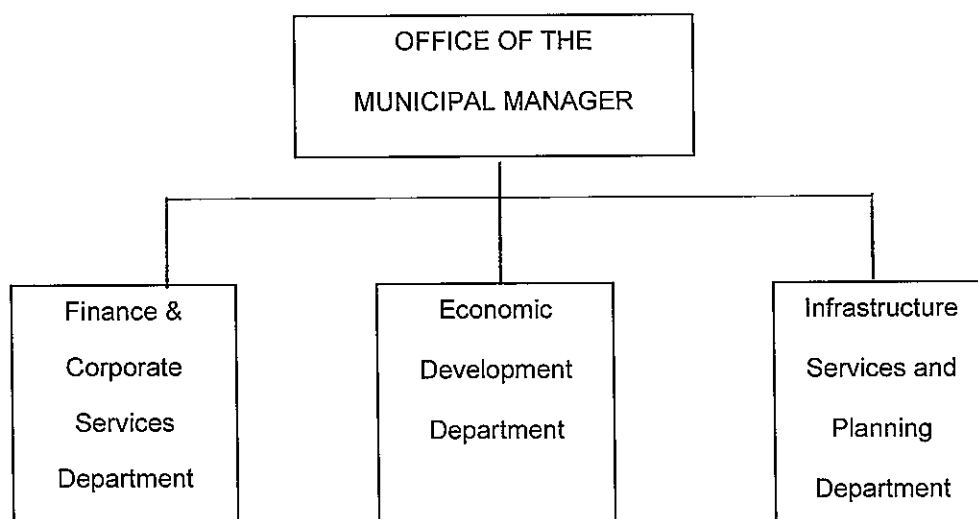 OFFICE OF THE
MUNICIPAL MANAGER
Finance &
Corporate
Services
Department
Economic
Development
Department
Infrastructure
Services and
Planning
Department